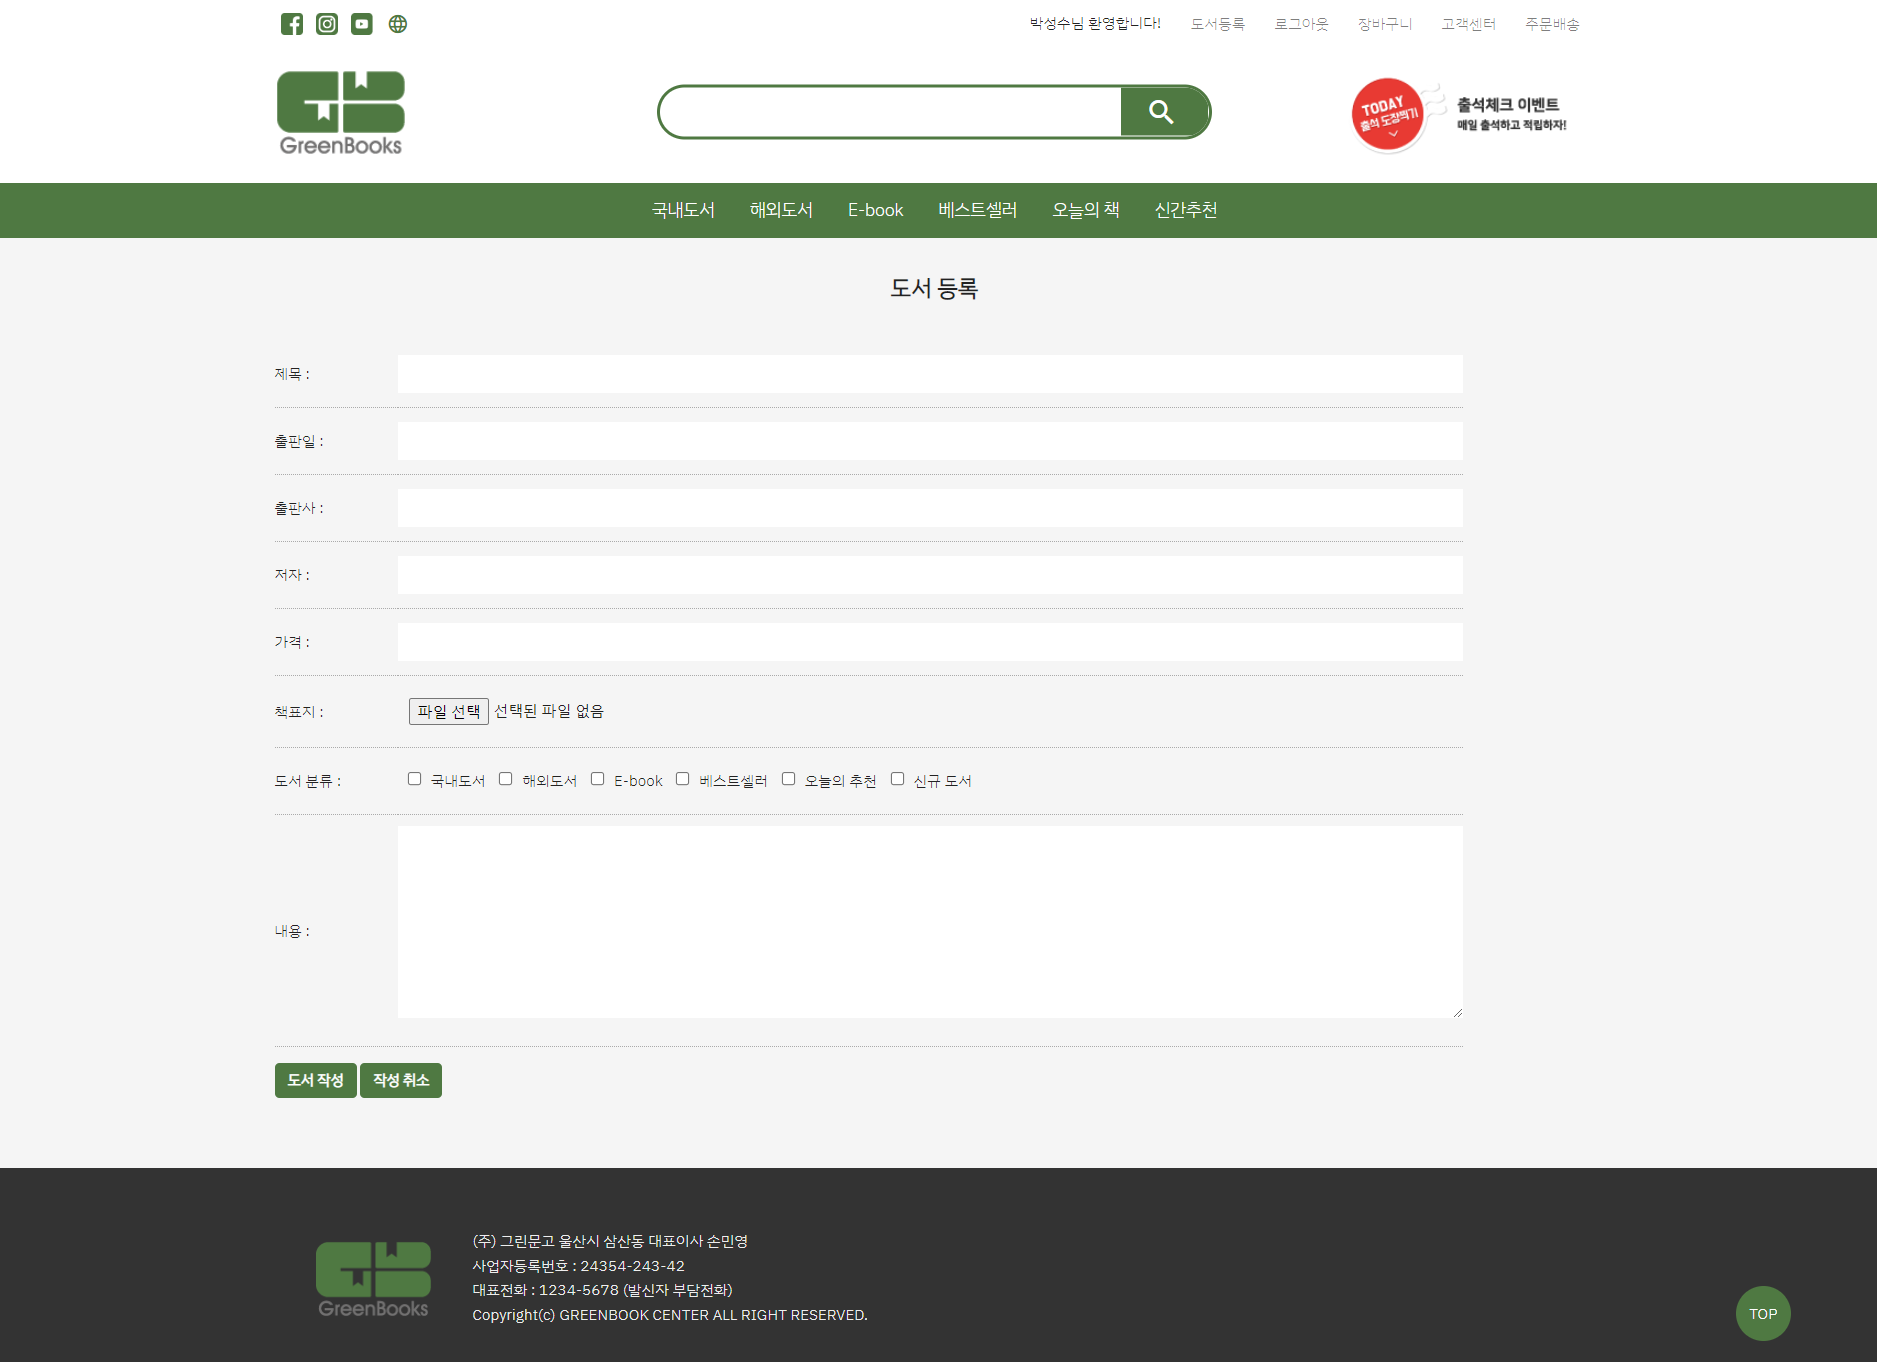 박성수님 환영합니다! 도서등록 로그아웃 장바구니 고객센터 주문배송
GreenBooks
TODAY
출석 도장찍기
출석체크 이벤트
매일 출석하고 적립하자!
국내도서 해외도서 E-book 베스트셀러 오늘의 책 신간추천
도서 등록
제목 :
출판일 :
출판사 :
저자 :
가격 :
책표지 : 파일 선택 선택된 파일 없음
도서 분류 : 국내도서 해외도서 E-book 베스트셀러 오늘의 추천 신규 도서
내용 :
도서 작성 작성 취소
GreenBooks
(주) 그린문고 울산시 삼산동 대표이사 손민영
사업자등록번호 : 24354-243-42
대표전화 : 1234-5678 (발신자 부담전화)
Copyright(c) GREENBOOK CENTER ALL RIGHT RESERVED.
TOP